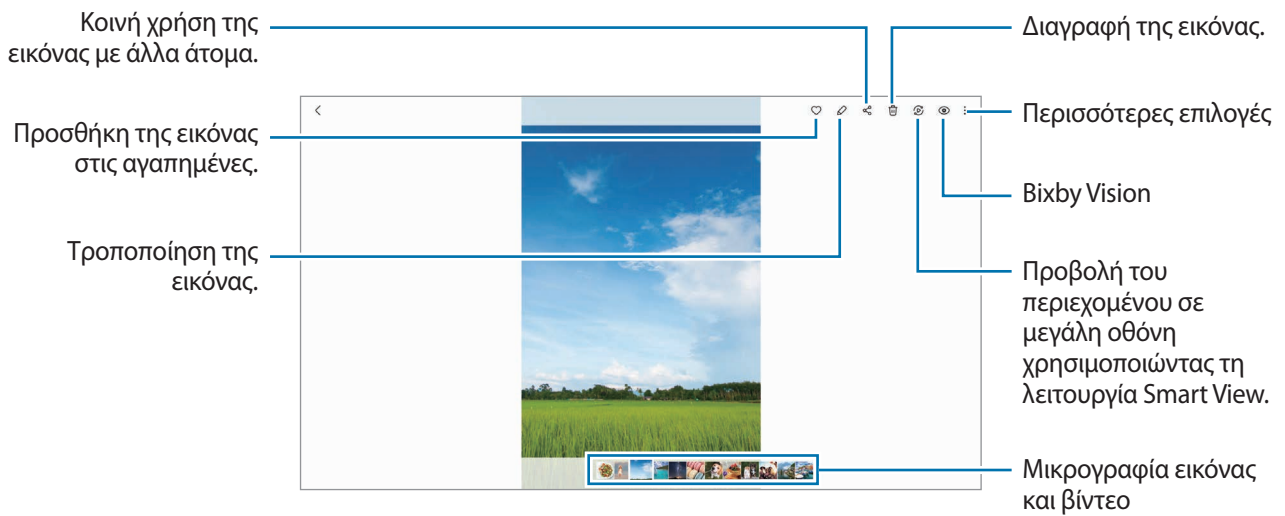 Κοινή χρήση της
εικόνας με άλλα άτομα.
Προσθήκη της εικόνας
στις αγαπημένες.
Τροποποίηση της
εικόνας.
Διαγραφή της εικόνας.
Περισσότερες επιλογές
Bixby Vision
Προβολή του
περιεχομένου σε
μεγάλη οθόνη
χρησιμοποιώντας τη
λειτουργία Smart View.
Μικρογραφία εικόνας
και βίντεο